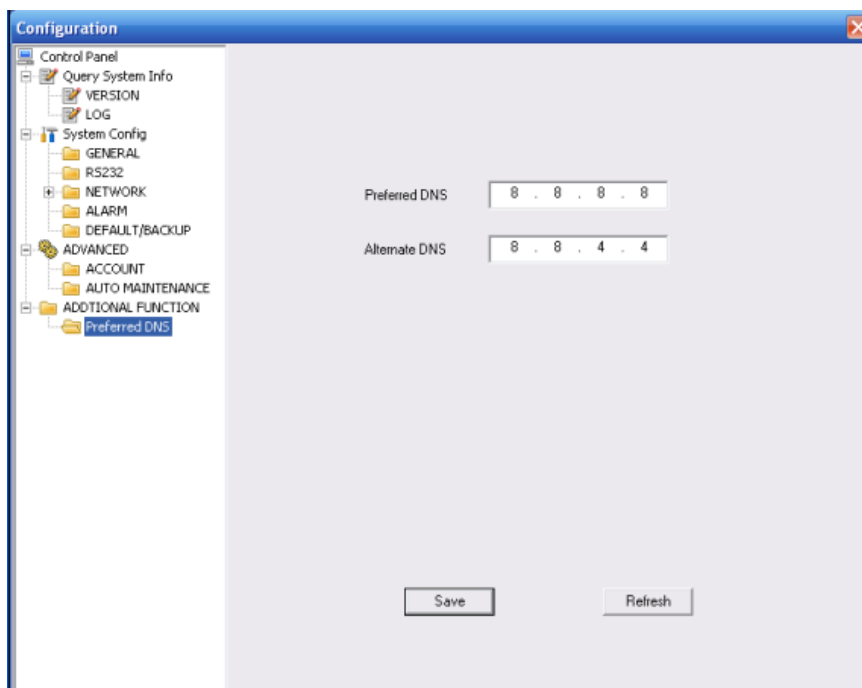 Configuration
Control Panel
Query System Info
VERSION
LOG
System Config
GENERAL
RS232
NETWORK
ALARM
DEFAULT/BACKUP
ADVANCED
ACCOUNT
AUTO MAINTENANCE
ADDTIONAL FUNCTION
Preferred DNS
Preferred DNS 8 . 8 . 8 . 8
Alternate DNS 8 . 8 . 4 . 4
Save Refresh